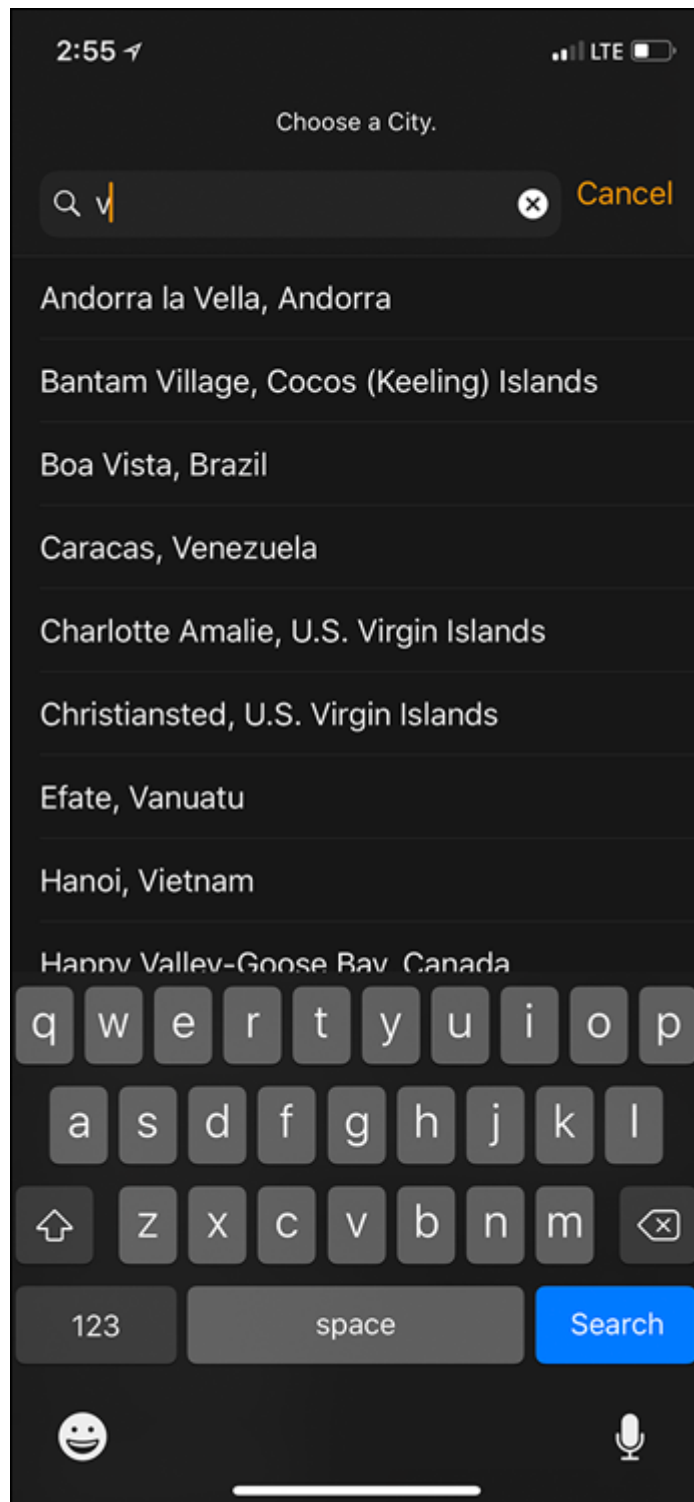 2:55
LTE
Choose a City.
v
Cancel
Andorra la Vella, Andorra
Bantam Village, Cocos (Keeling) Islands
Boa Vista, Brazil
Caracas, Venezuela
Charlotte Amalie, U.S. Virgin Islands
Christiansted, U.S. Virgin Islands
Efate, Vanuatu
Hanoi, Vietnam
Happy Valley-Goose Bay, Canada
q w e r t y u i o p
a s d f g h j k l
z x c v b n m
123 space Search